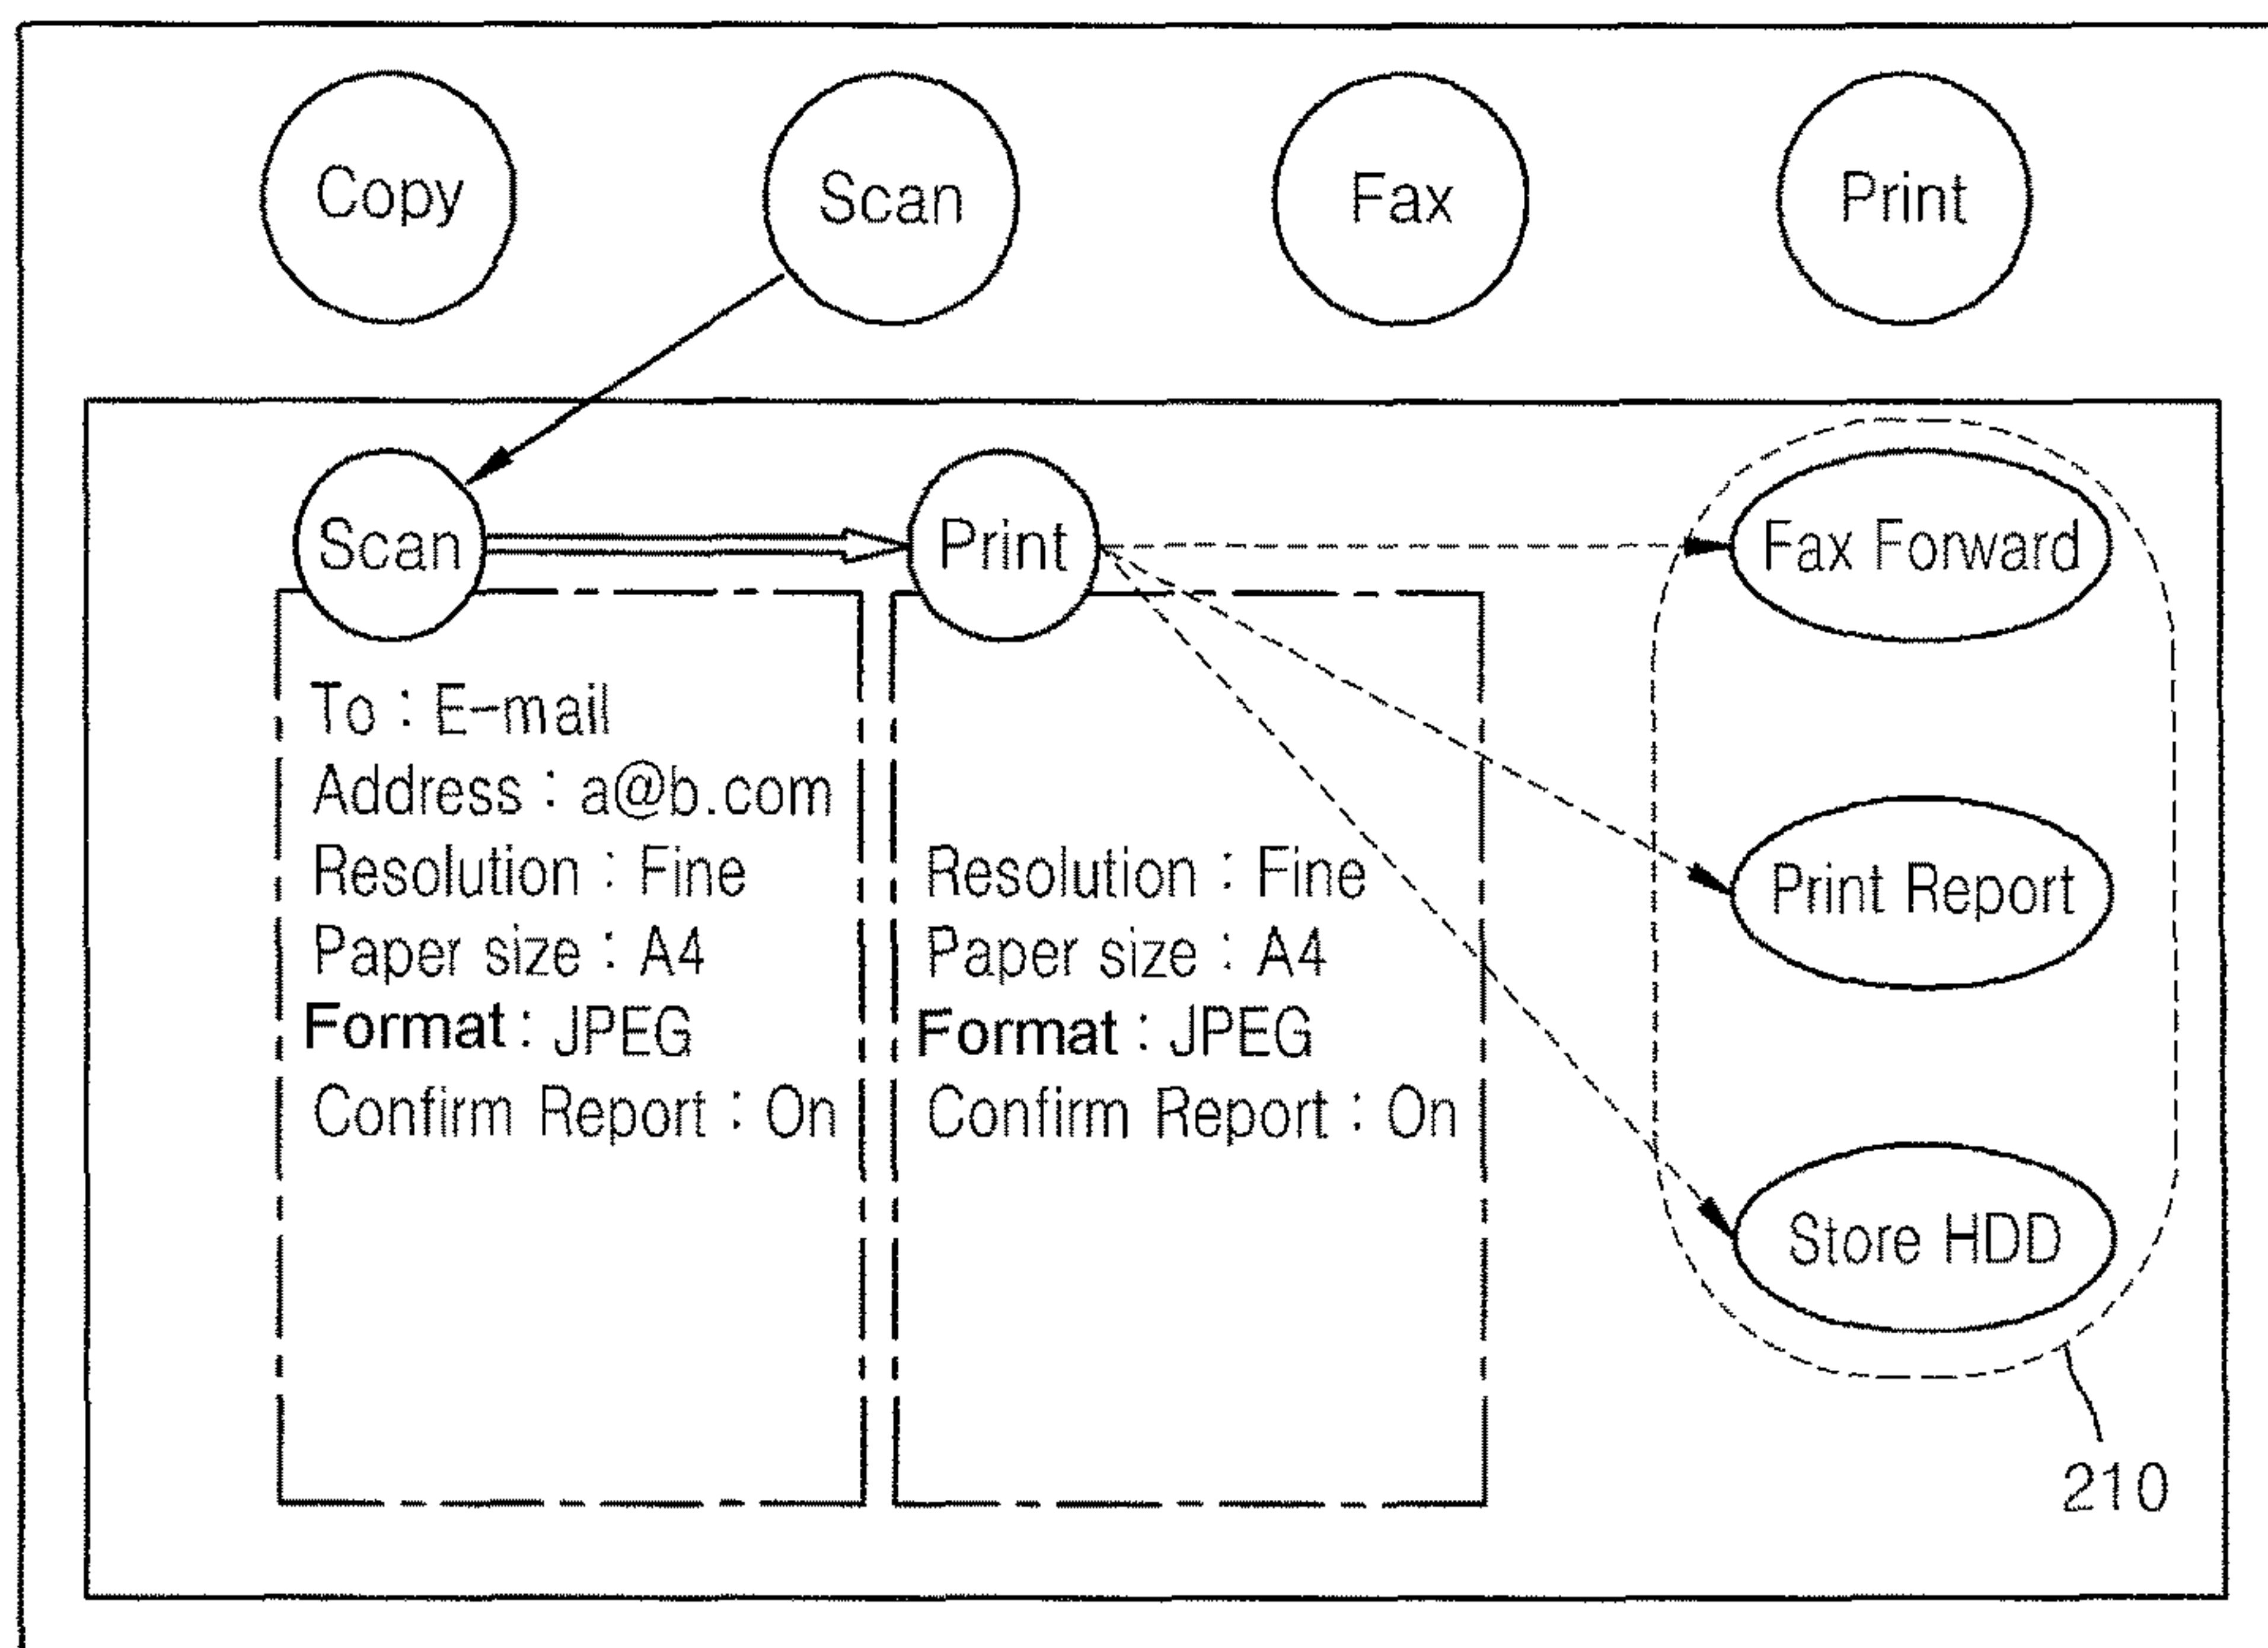 Copy
Scan
Fax
Print
Scan
Print
Fax Forward
To : E-mail
Address : a@b.com
Resolution : Fine
Paper size : A4
Format : JPEG
Confirm Report : On
Resolution : Fine
Paper size : A4
Format : JPEG
Confirm Report : On
Print Report
Store HDD
210